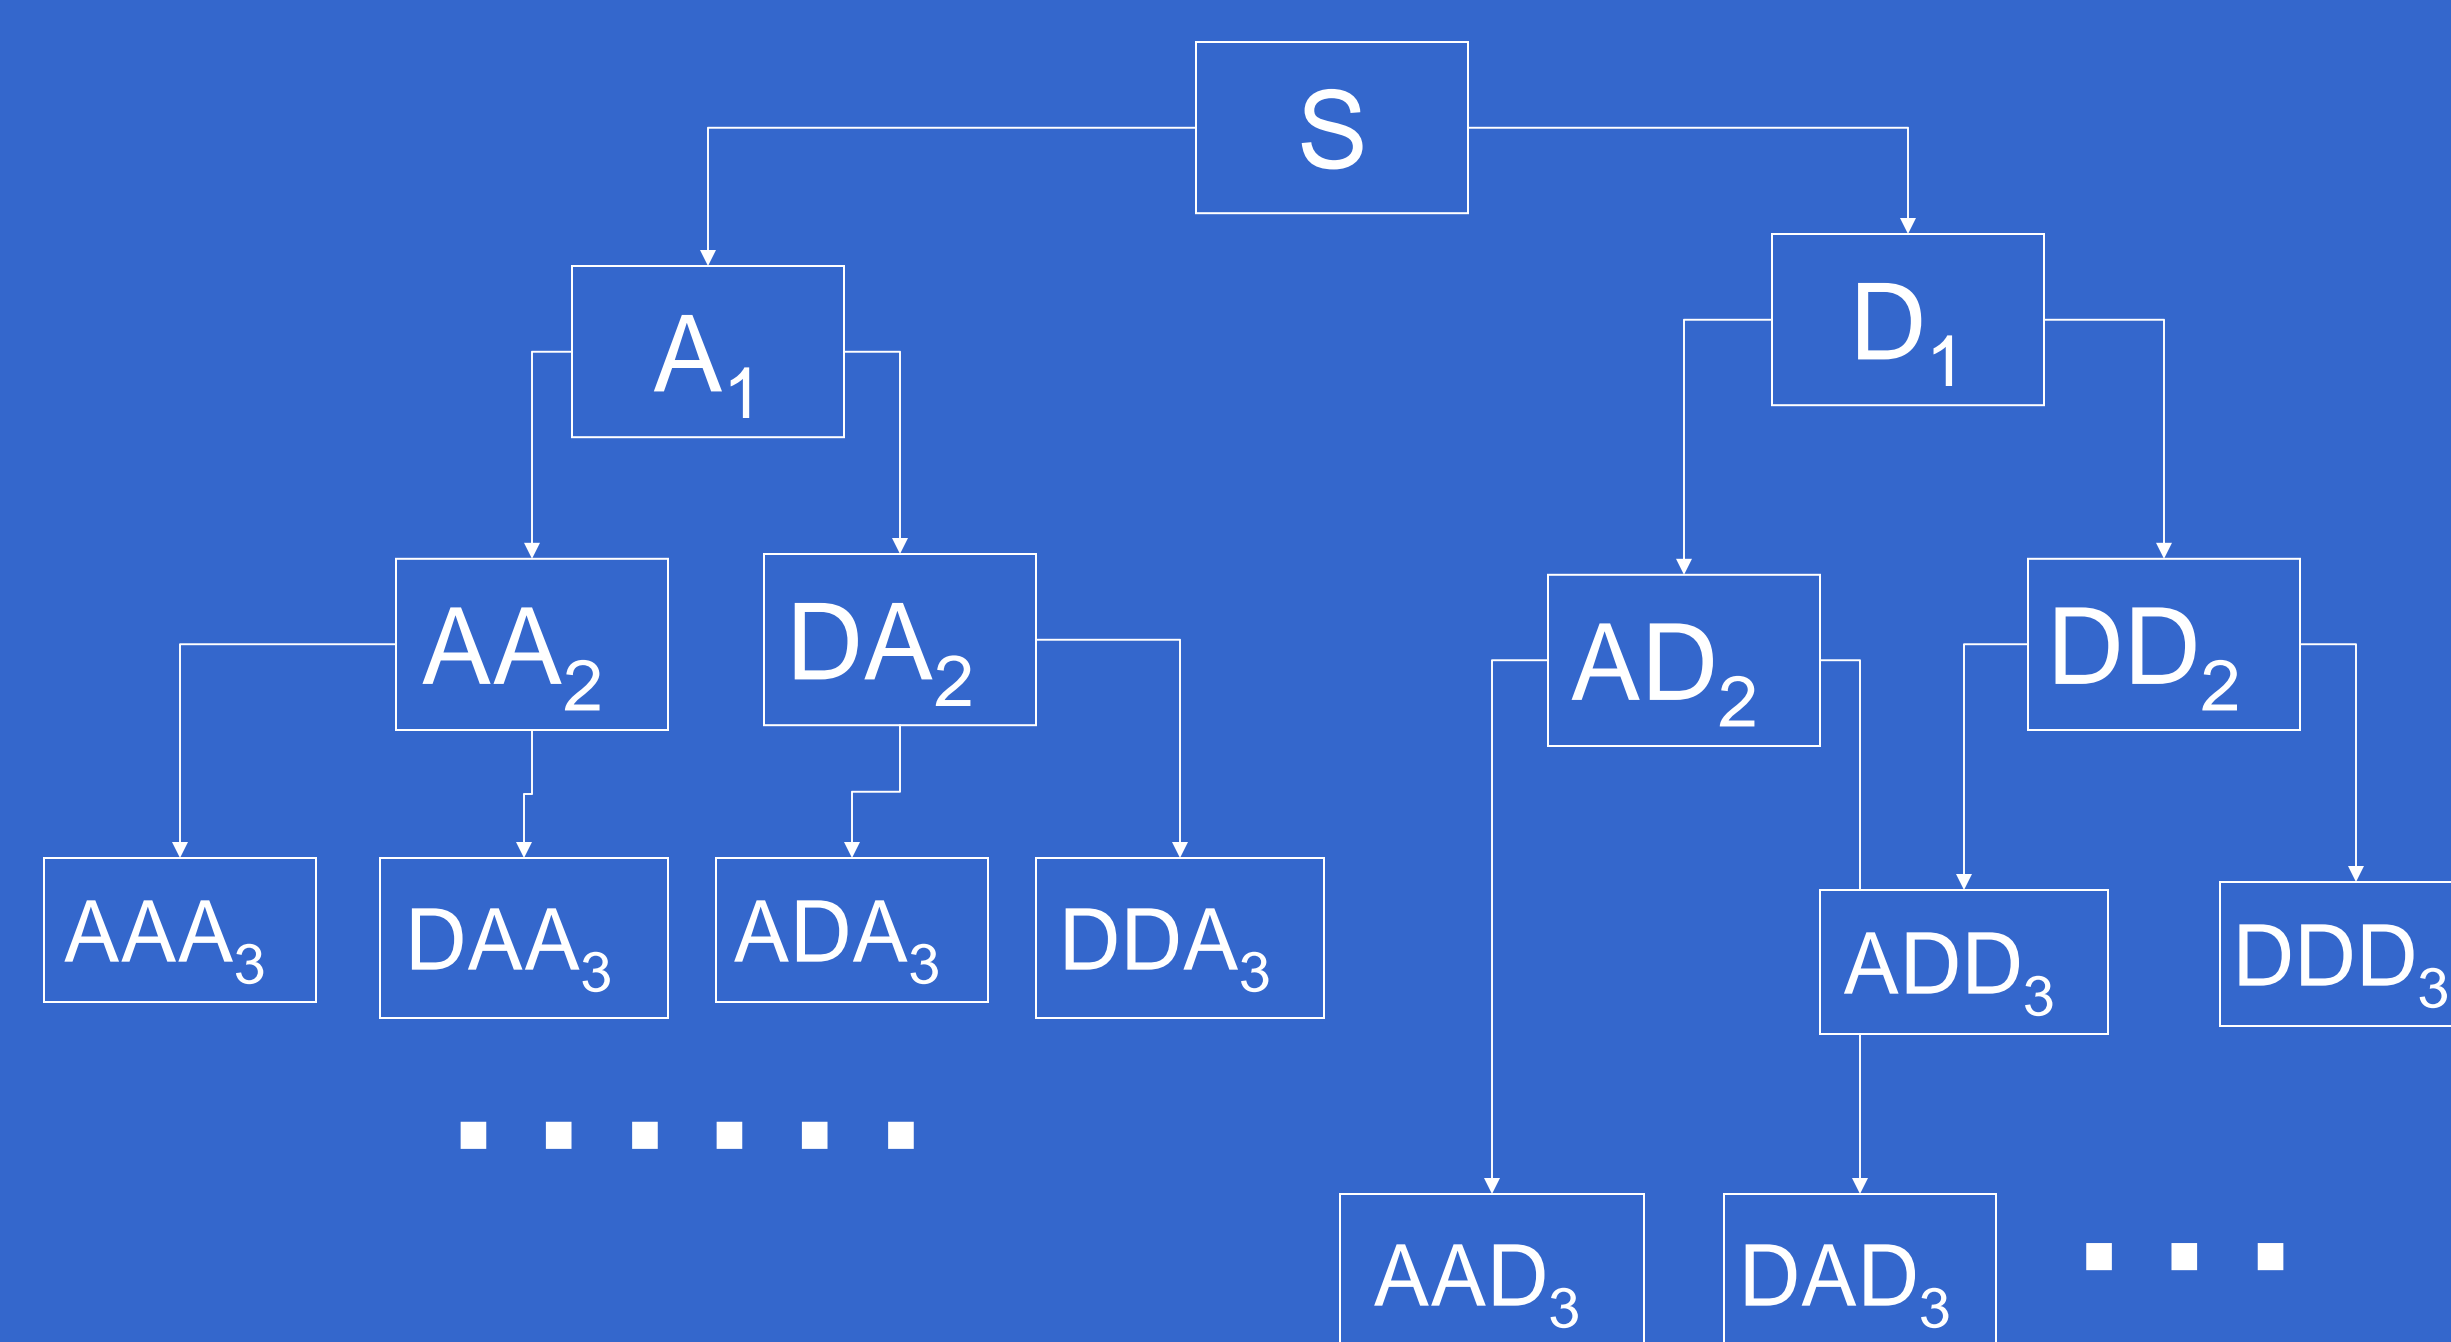 S
A₁
D₁
AA₂
DA₂
AD₂
DD₂
AAA₃
DAA₃
ADA₃
DDA₃
ADD₃
DDD₃
......
AAD₃
DAD₃
...